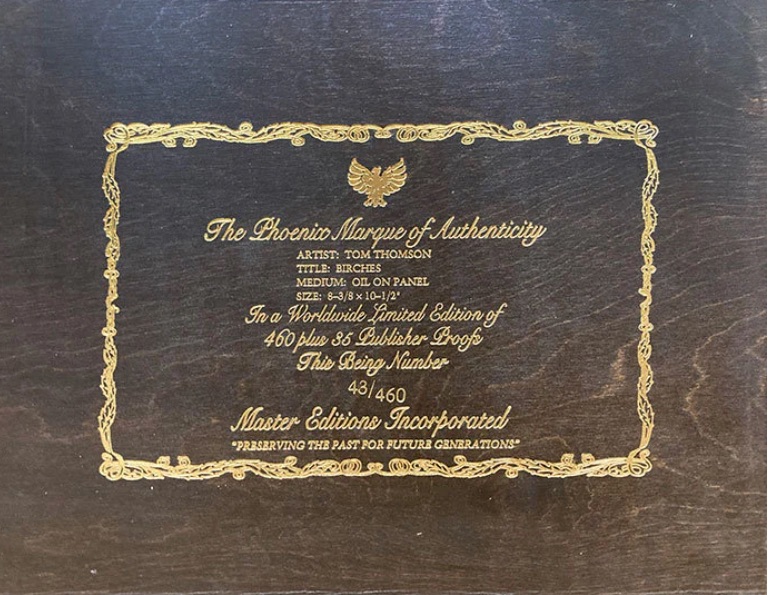 The Phoenix Marque of Authenticity
ARTIST: TOM THOMSON
TITLE: BIRCHES
MEDIUM: OIL ON PANEL
SIZE: 8-3/8 x 10-1/2"
In a Worldwide Limited Edition of
460 plus 35 Publisher Proofs
This Being Number
43/460
Master Editions Incorporated
"PRESERVING THE PAST FOR FUTURE GENERATIONS"